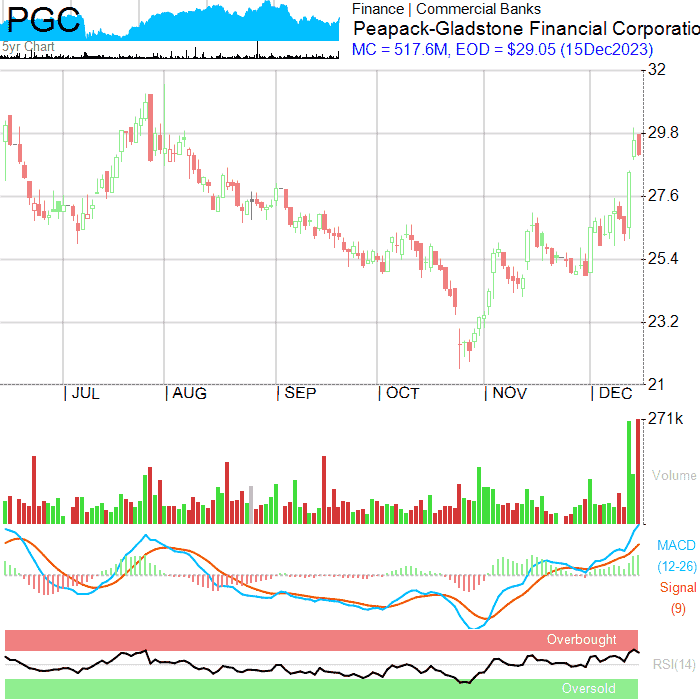 PGC
5yr Chart
Finance | Commercial Banks
Peapack-Gladstone Financial Corporatio
MC = 517.6M, EOD = $29.05 (15Dec2023)
32
29.8
27.6
25.4
23.2
21
JUL
AUG
SEP
OCT
NOV
DEC
271k
Volume
MACD
(12-26)
Signal
(9)
Overbought
RSI(14)
Oversold